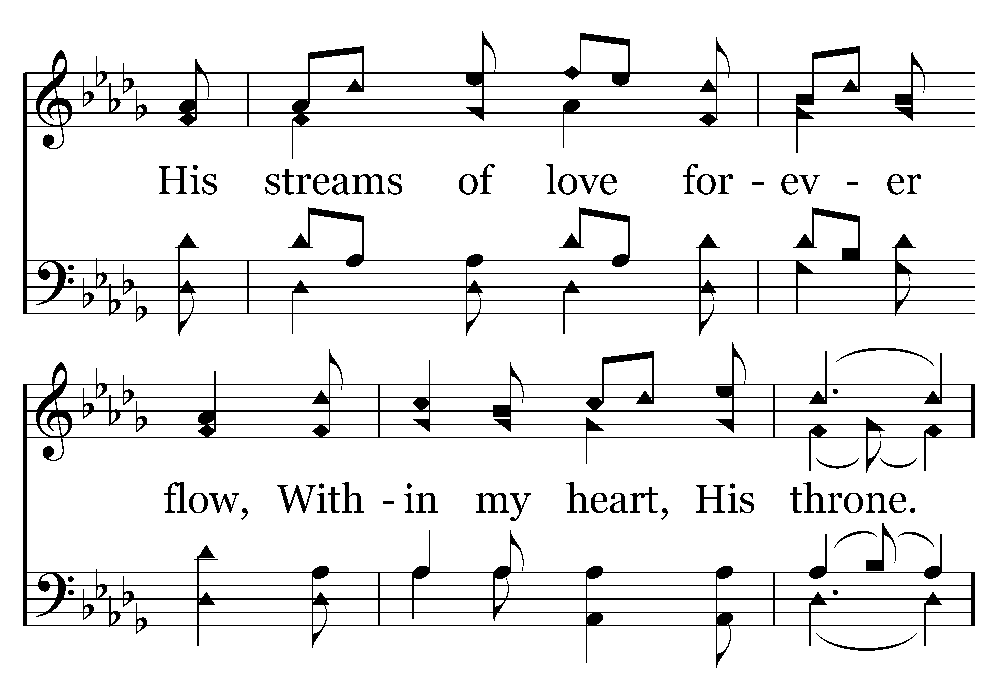 His streams of love for - ev - er
flow, With - in my heart, His throne.